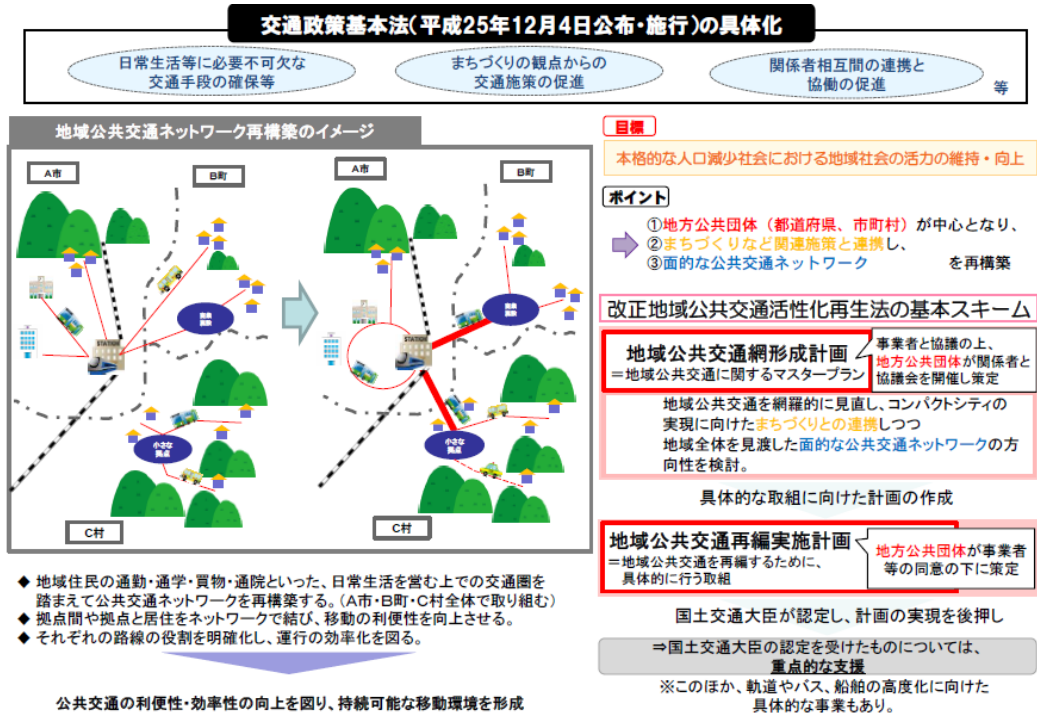 交通政策基本法(平成25年12月4日公布・施行)の具体化
日常生活等に必要不可欠な
交通手段の確保等
まちづくりの観点からの
交通施策の促進
関係者相互間の連携と
協働の促進
等
地域公共交通ネットワーク再構築のイメージ
A市
B町
STATION
小さな
拠点
C村
A市
B町
STATION
小さな
拠点
C村
◆ 地域住民の通勤・通学・買物・通院といった、日常生活を営む上での交通圏を
踏まえて公共交通ネットワークを再構築する。(A市・B町・C村全体で取り組む)
◆ 拠点間や拠点と居住をネットワークで結び、移動の利便性を向上させる。
◆ それぞれの路線の役割を明確化し、運行の効率化を図る。
公共交通の利便性・効率性の向上を図り、持続可能な移動環境を形成
目標
本格的な人口減少社会における地域社会の活力の維持・向上
ポイント
①地方公共団体(都道府県、市町村)が中心となり、
②まちづくりなど関連施策と連携し、
③面的な公共交通ネットワーク を再構築
改正地域公共交通活性化再生法の基本スキーム
地域公共交通網形成計画
=地域公共交通に関するマスタープラン
事業者と協議の上、
地方公共団体が関係者と
協議会を開催し策定
地域公共交通を網羅的に見直し、コンパクトシティの
実現に向けたまちづくりとの連携しつつ
地域全体を見渡した面的な公共交通ネットワークの方
向性を検討。
具体的な取組に向けた計画の作成
地域公共交通再編実施計画
=地域公共交通を再編するために、
具体的に行う取組
地方公共団体が事業者
等の同意の下に策定
国土交通大臣が認定し、計画の実現を後押し
⇒国土交通大臣の認定を受けたものについては、
重点的な支援
※このほか、軌道やバス、船舶の高度化に向けた
具体的な事業もあり。